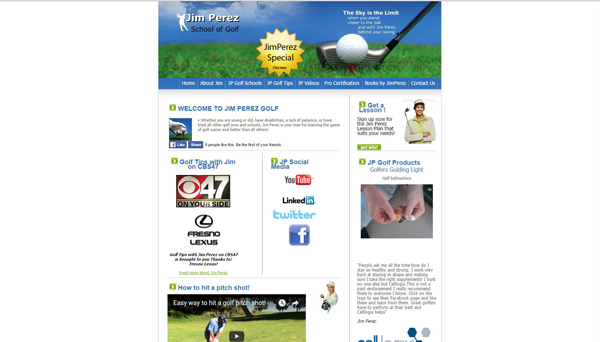 Jim Perez
School of Golf
The Sky is the Limit
when you stand
closer to the ball
and with Jim Perez
behind your swing
JimPerez
Special
Click Here
Home
About Jim
JP Golf Schools
JP Golf Tips
JP Videos
Pro Certification
Books by JimPerez
Contact Us
WELCOME TO JIM PEREZ GOLF
• Whether you are young or old, have disabilities, a lack of patience, or have
tried all other golf pros and schools, Jim Perez is your man for learning the game
of golf easier and better than all others!
Like
Share
5 people like this. Be the first of your friends.
Get a
Lesson !
Sign up now for
the Jim Perez
Lesson Plan that
suits your needs!
Golf Tips with Jim
on CBS47
47
ON YOUR SIDE
FRESNO
LEXUS
Golf Tips with Jim Perez on CBS47
is brought to you Thanks to:
Fresno Lexus!
Read more about Jim Perez
JP Social
Media
YouTube
Linked in
twitter
f
JP Golf Products
Golfers Guiding Light
Golf ballmarkers
"People ask me all the time how do I
stay so healthy and strong. I work very
hard at staying in shape and making
sure I take the right supplements! I trust
no one else but Cellogix.This is not a
paid endorsement I really recommend
them to everyone I know. Click on the
logo to see their Facebook page and like
them and learn from them. Great golfers
have to perform at their best and
Cellogix helps"
Jim Perez.
How to hit a pitch shot!
Easy way to hit a golf pitch shot!